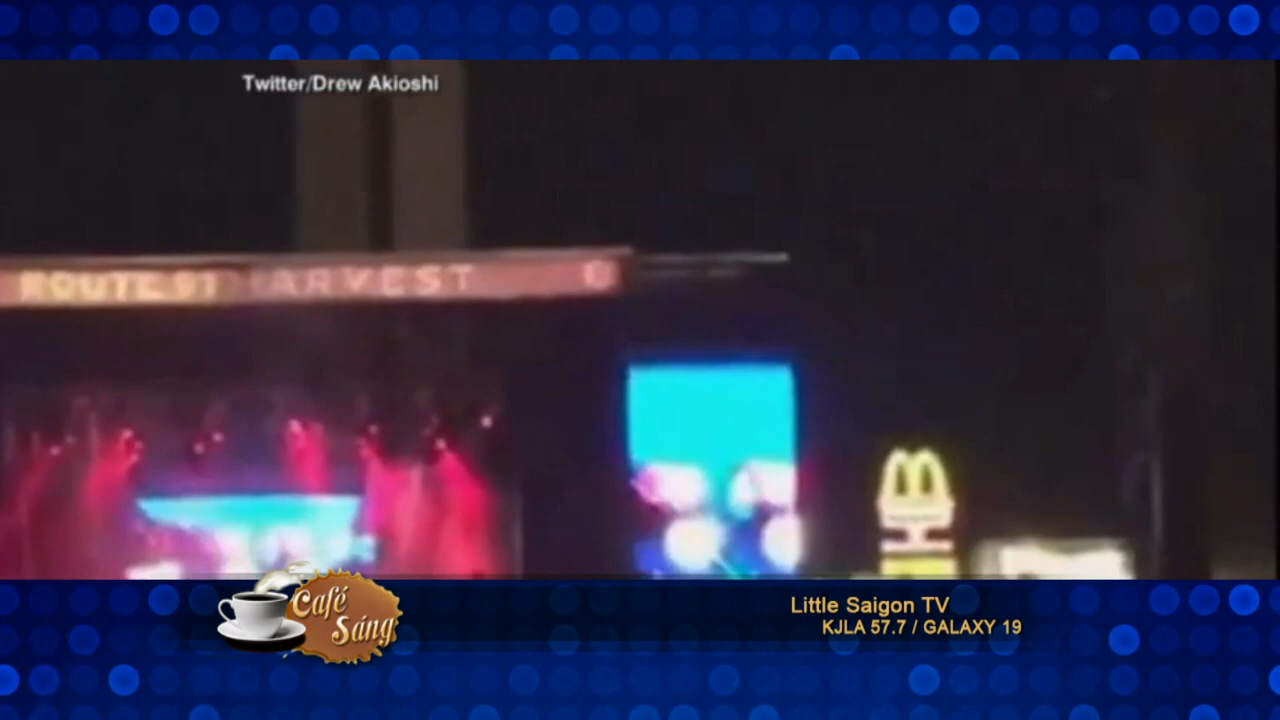 Twitter/Drew Akioshi
ROUTE 91 HARVEST
Café
Sáng
Little Saigon TV
KJLA 57.7 / GALAXY 19